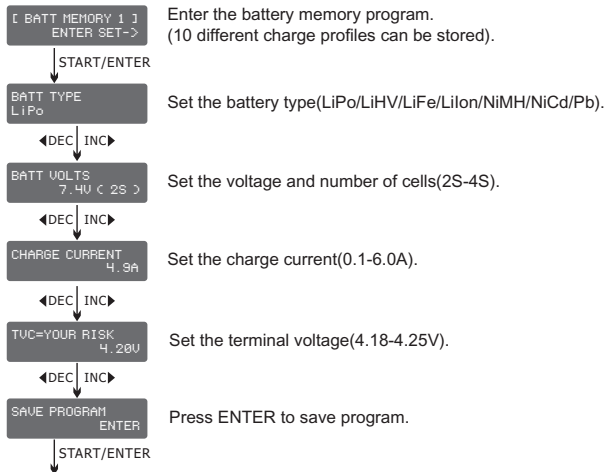 [ BATT MEMORY 1 ]
ENTER SET->
Enter the battery memory program.
(10 different charge profiles can be stored).
START/ENTER
BATT TYPE
LiPo
Set the battery type(LiPo/LiHV/LiFe/LiIon/NiMH/NiCd/Pb).
◀DEC INC▶
BATT VOLTS
7.4V ( 2S )
Set the voltage and number of cells(2S-4S).
◀DEC INC▶
CHARGE CURRENT
4.9A
Set the charge current(0.1-6.0A).
◀DEC INC▶
TVC=YOUR RISK
4.20V
Set the terminal voltage(4.18-4.25V).
◀DEC INC▶
SAVE PROGRAM
ENTER
Press ENTER to save program.
START/ENTER